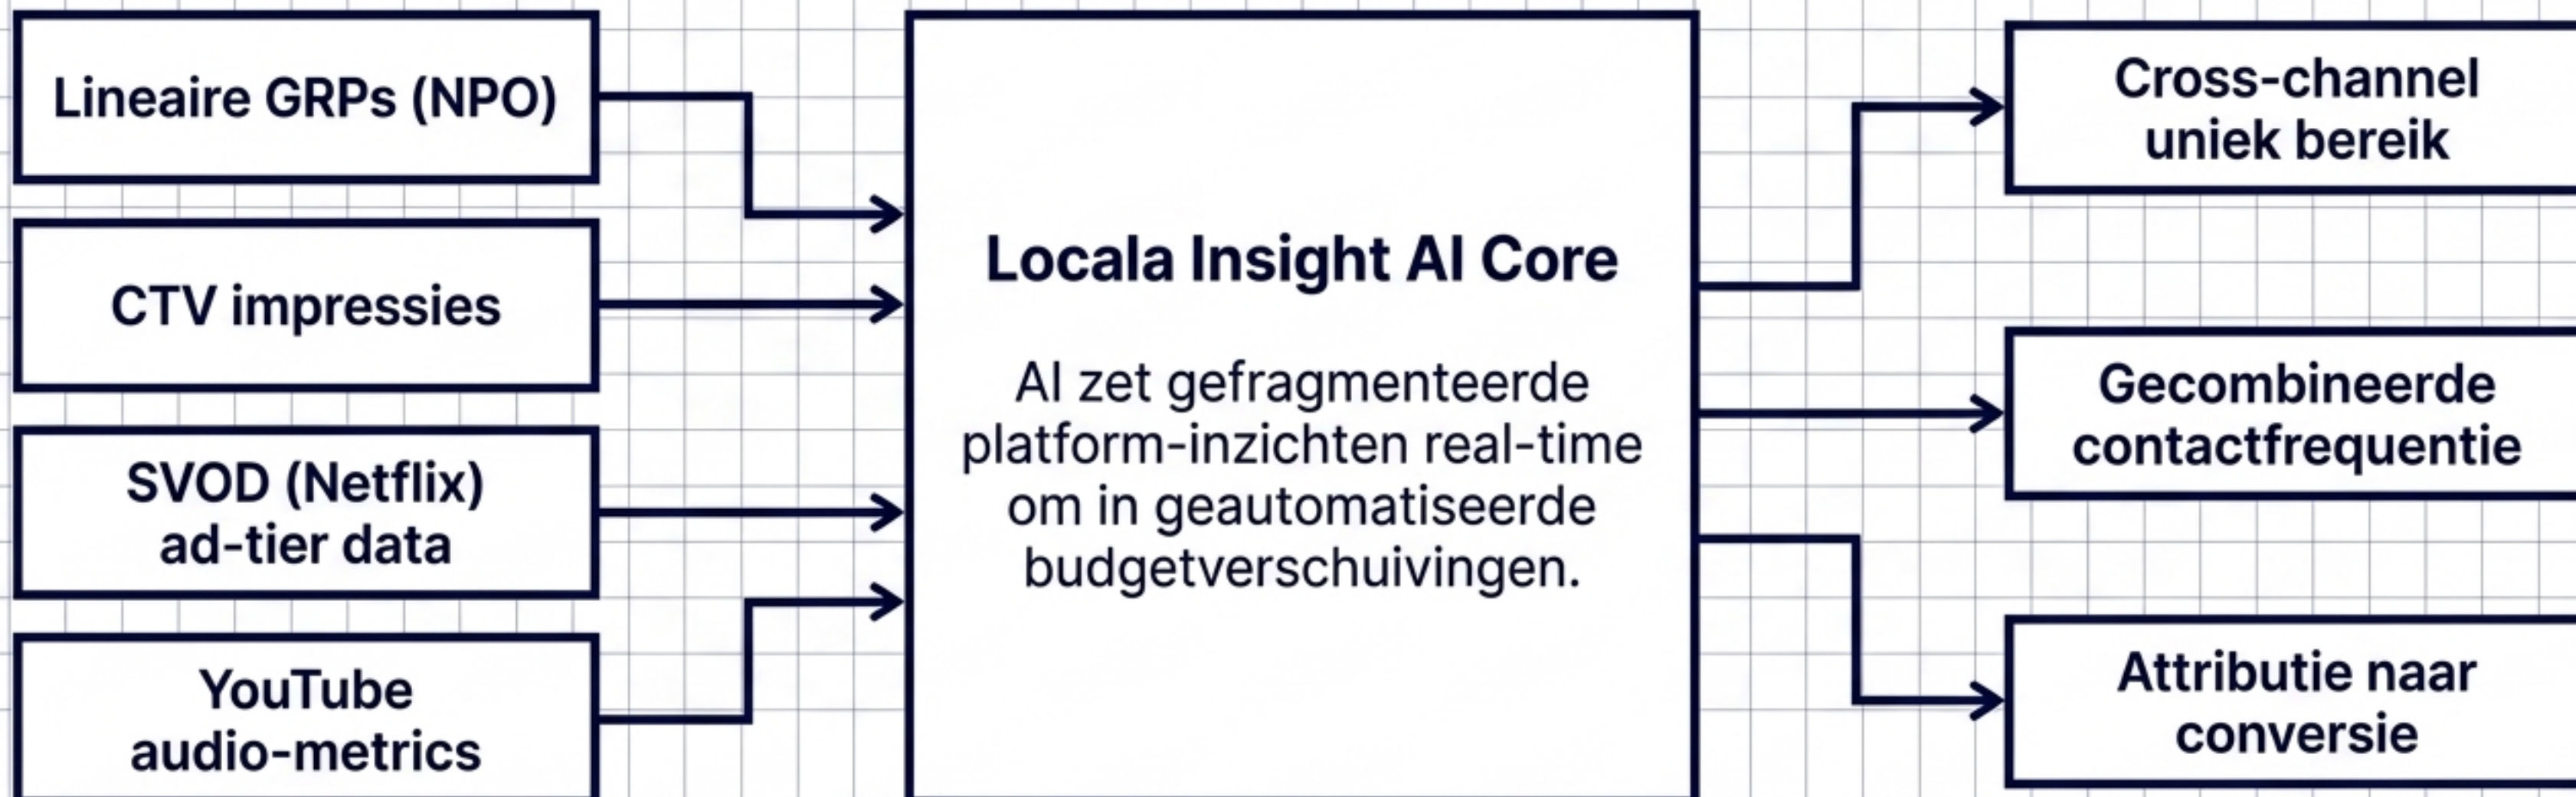 Lineaire GRPs (NPO)
CTV impressies
SVOD (Netflix)
ad-tier data
YouTube
audio-metrics
Locala Insight AI Core
AI zet gefragmenteerde
platform-inzichten real-time
om in geautomatiseerde
budgetverschuivingen.
Cross-channel
uniek bereik
Gecombineerde
contactfrequentie
Attributie naar
conversie